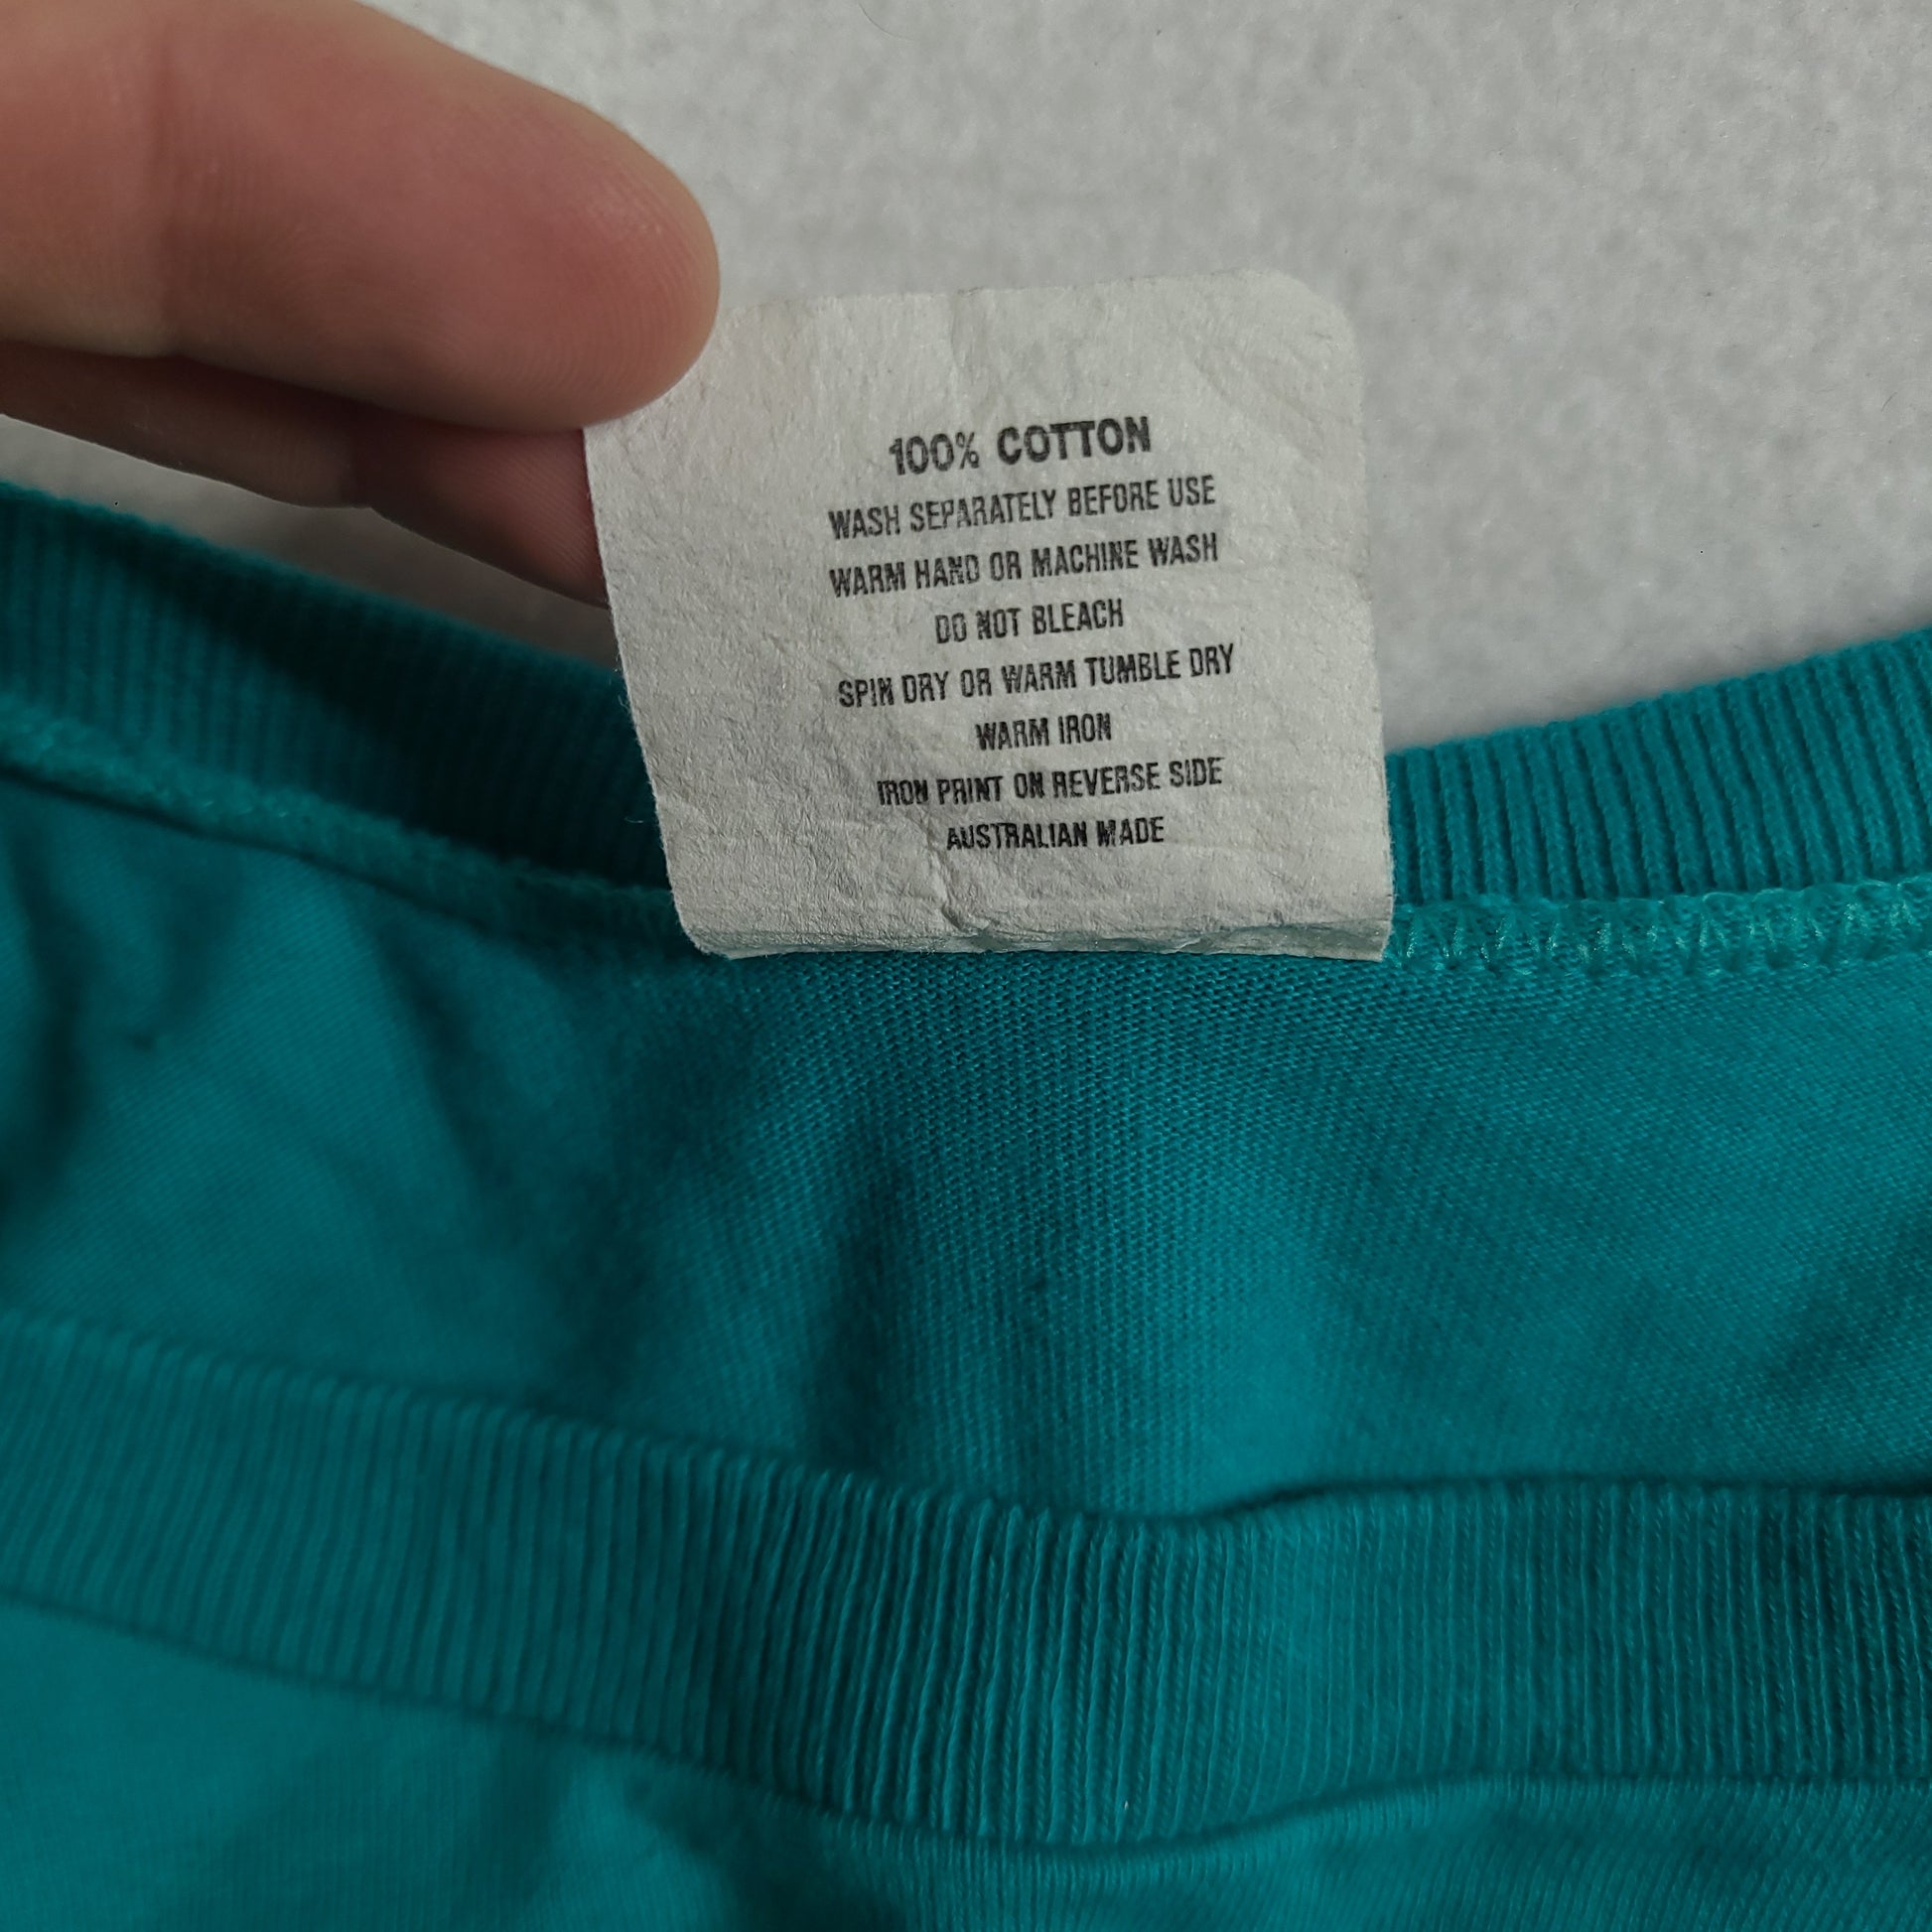 100% COTTON
WASH SEPARATELY BEFORE USE
WARM HAND OR MACHINE WASH
DO NOT BLEACH
SPIN DRY OR WARM TUMBLE DRY
WARM IRON
IRON PRINT ON REVERSE SIDE
AUSTRALIAN MADE